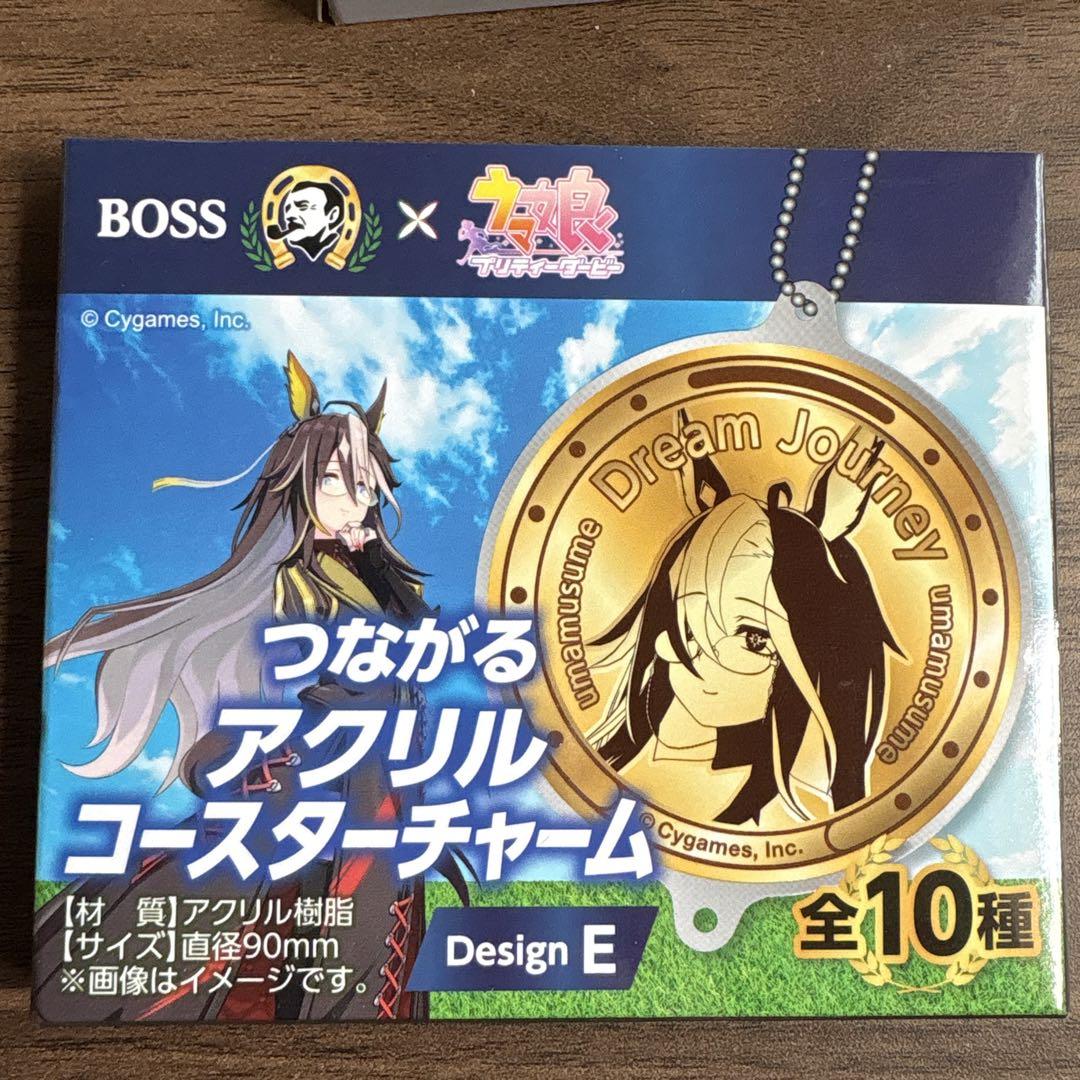 BOSS
×
ウマ娘
プリティーダービー
© Cygames, Inc.
Dream Journey
umamusume
umamusume
© Cygames, Inc.
つながる
アクリル
コースターチャーム
【材 質】アクリル樹脂
【サイズ】直径90mm
※画像はイメージです。
Design E
全10種